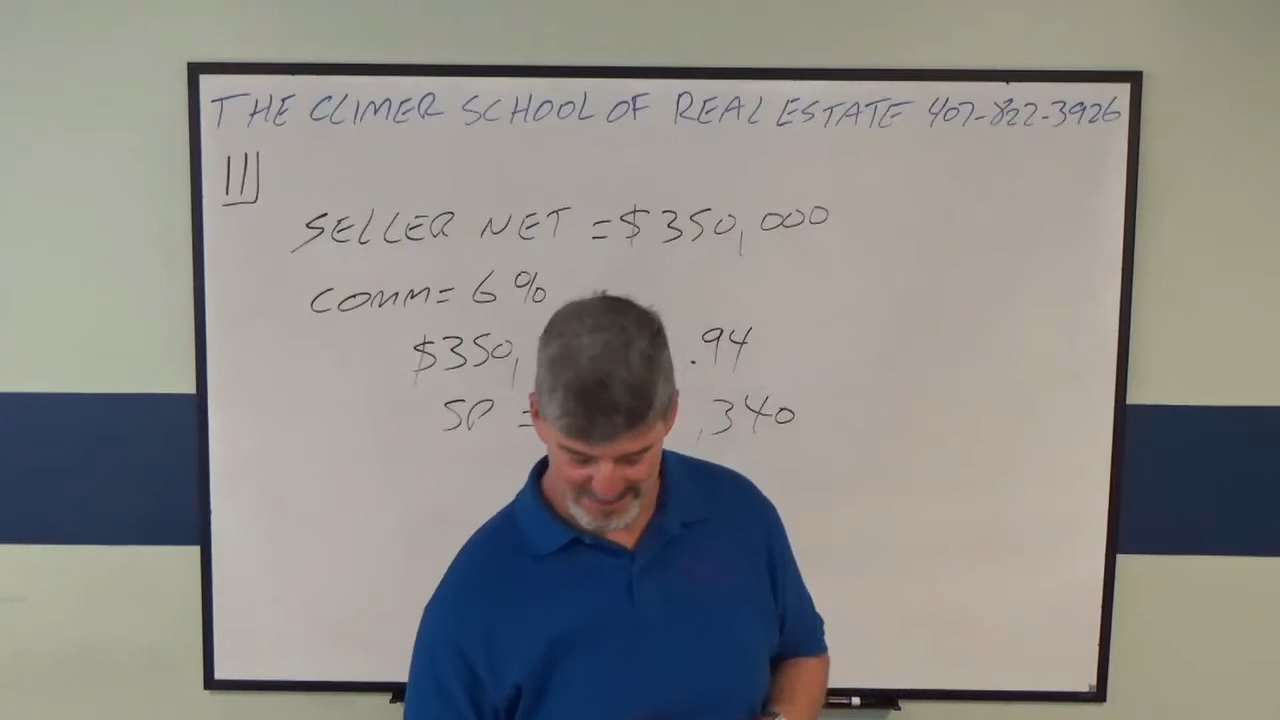 THE CLIMER SCHOOL OF REAL ESTATE 407-822-3926
11
SELLER NET = $350,000
COMM = 6%
$350, .94
SP = ,340